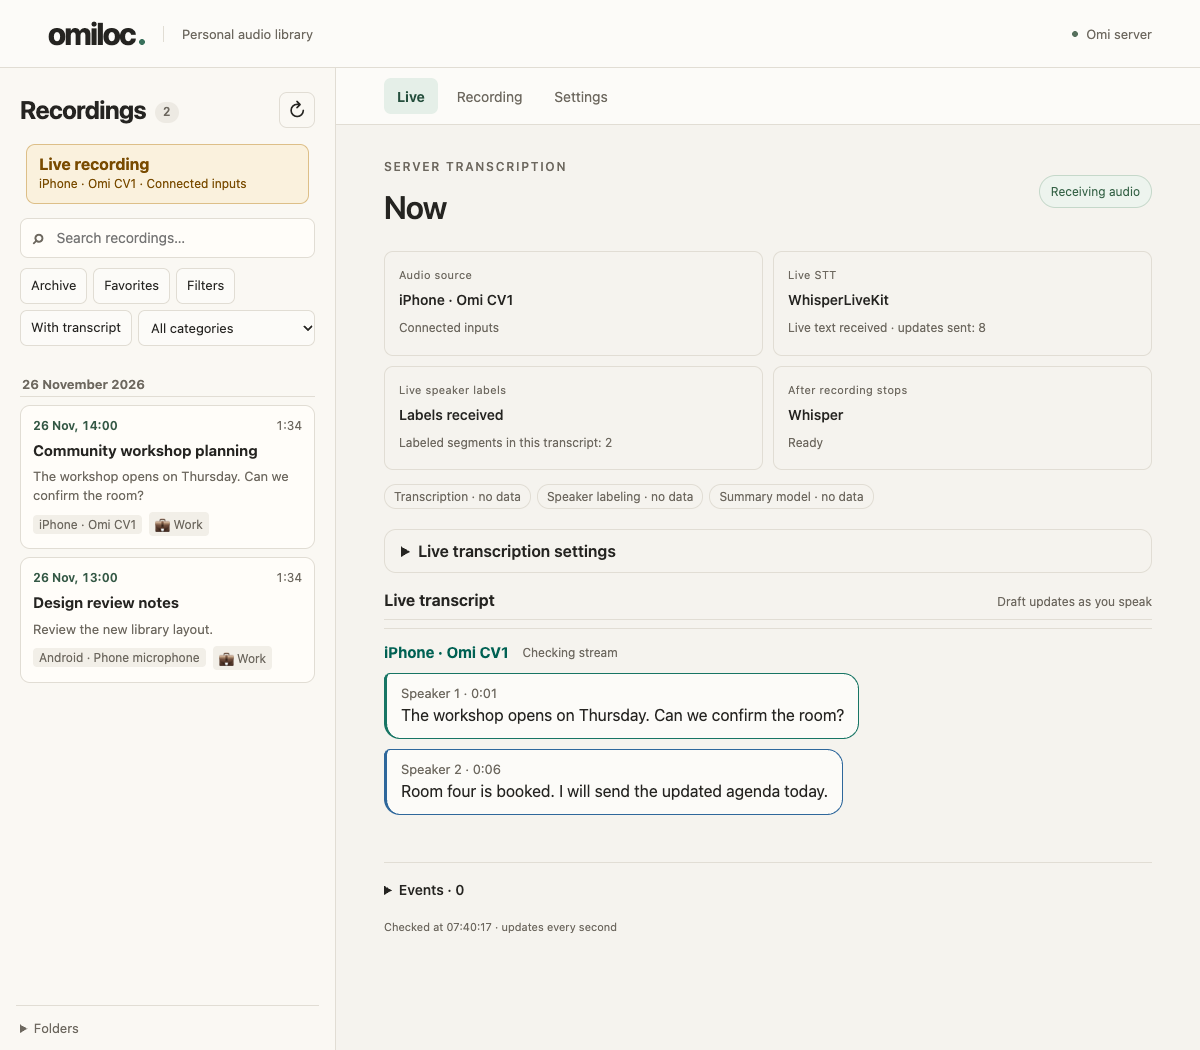 omiloc.
Personal audio library
Omi server
Recordings 2
Live recording
iPhone · Omi CV1 · Connected inputs
Search recordings...
Archive
Favorites
Filters
With transcript
All categories
26 November 2026
26 Nov, 14:00 1:34
Community workshop planning
The workshop opens on Thursday. Can we
confirm the room?
iPhone · Omi CV1
Work
26 Nov, 13:00 1:34
Design review notes
Review the new library layout.
Android · Phone microphone
Work
Folders
Live
Recording
Settings
SERVER TRANSCRIPTION
Now
Receiving audio
Audio source
iPhone · Omi CV1
Connected inputs
Live STT
WhisperLiveKit
Live text received · updates sent: 8
Live speaker labels
Labels received
Labeled segments in this transcript: 2
After recording stops
Whisper
Ready
Transcription · no data
Speaker labeling · no data
Summary model · no data
Live transcription settings
Live transcript
Draft updates as you speak
iPhone · Omi CV1 Checking stream
Speaker 1 · 0:01
The workshop opens on Thursday. Can we confirm the room?
Speaker 2 · 0:06
Room four is booked. I will send the updated agenda today.
Events · 0
Checked at 07:40:17 · updates every second